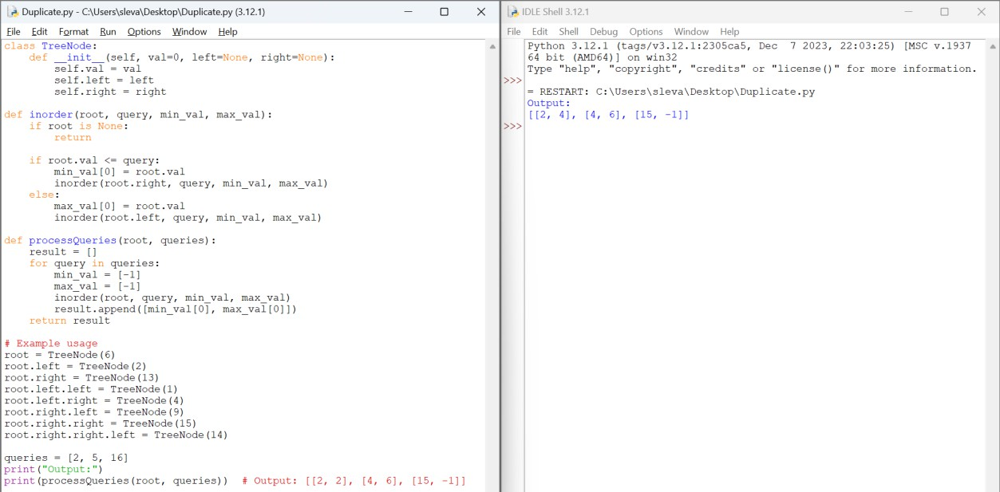 Duplicate.py - C:\Users\sleva\Desktop\Duplicate.py (3.12.1)
File Edit Format Run Options Window Help
class TreeNode:
    def __init__(self, val=0, left=None, right=None):
        self.val = val
        self.left = left
        self.right = right

def inorder(root, query, min_val, max_val):
    if root is None:
        return

    if root.val <= query:
        min_val[0] = root.val
        inorder(root.right, query, min_val, max_val)
    else:
        max_val[0] = root.val
        inorder(root.left, query, min_val, max_val)

def processQueries(root, queries):
    result = []
    for query in queries:
        min_val = [-1]
        max_val = [-1]
        inorder(root, query, min_val, max_val)
        result.append([min_val[0], max_val[0]])
    return result

# Example usage
root = TreeNode(6)
root.left = TreeNode(2)
root.right = TreeNode(13)
root.left.left = TreeNode(1)
root.left.right = TreeNode(4)
root.right.left = TreeNode(9)
root.right.right = TreeNode(15)
root.right.right.left = TreeNode(14)

queries = [2, 5, 16]
print("Output:")
print(processQueries(root, queries))  # Output: [[2, 2], [4, 6], [15, -1]]
IDLE Shell 3.12.1
File Edit Shell Debug Options Window Help
Python 3.12.1 (tags/v3.12.1:2305ca5, Dec  7 2023, 22:03:25) [MSC v.1937
64 bit (AMD64)] on win32
Type "help", "copyright", "credits" or "license()" for more information.
>>>
= RESTART: C:\Users\sleva\Desktop\Duplicate.py
Output:
[[2, 4], [4, 6], [15, -1]]
>>>